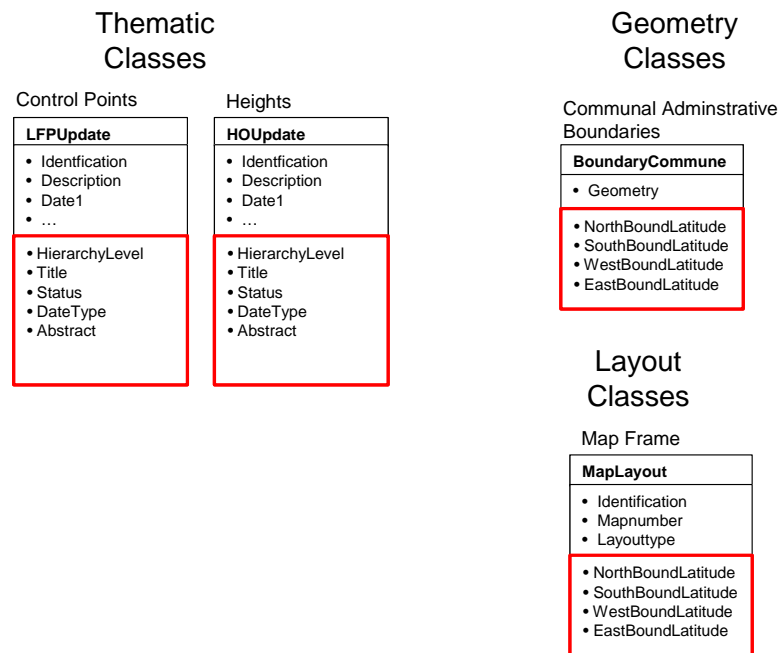 Thematic
Classes
Control Points
LFPUpdate
• Identfication
• Description
• Date1
• …
• HierarchyLevel
• Title
• Status
• DateType
• Abstract
Heights
HOUpdate
• Identfication
• Description
• Date1
• …
• HierarchyLevel
• Title
• Status
• DateType
• Abstract
Geometry
Classes
Communal Adminstrative
Boundaries
BoundaryCommune
• Geometry
• NorthBoundLatitude
• SouthBoundLatitude
• WestBoundLatitude
• EastBoundLatitude
Layout
Classes
Map Frame
MapLayout
• Identification
• Mapnumber
• Layouttype
• NorthBoundLatitude
• SouthBoundLatitude
• WestBoundLatitude
• EastBoundLatitude